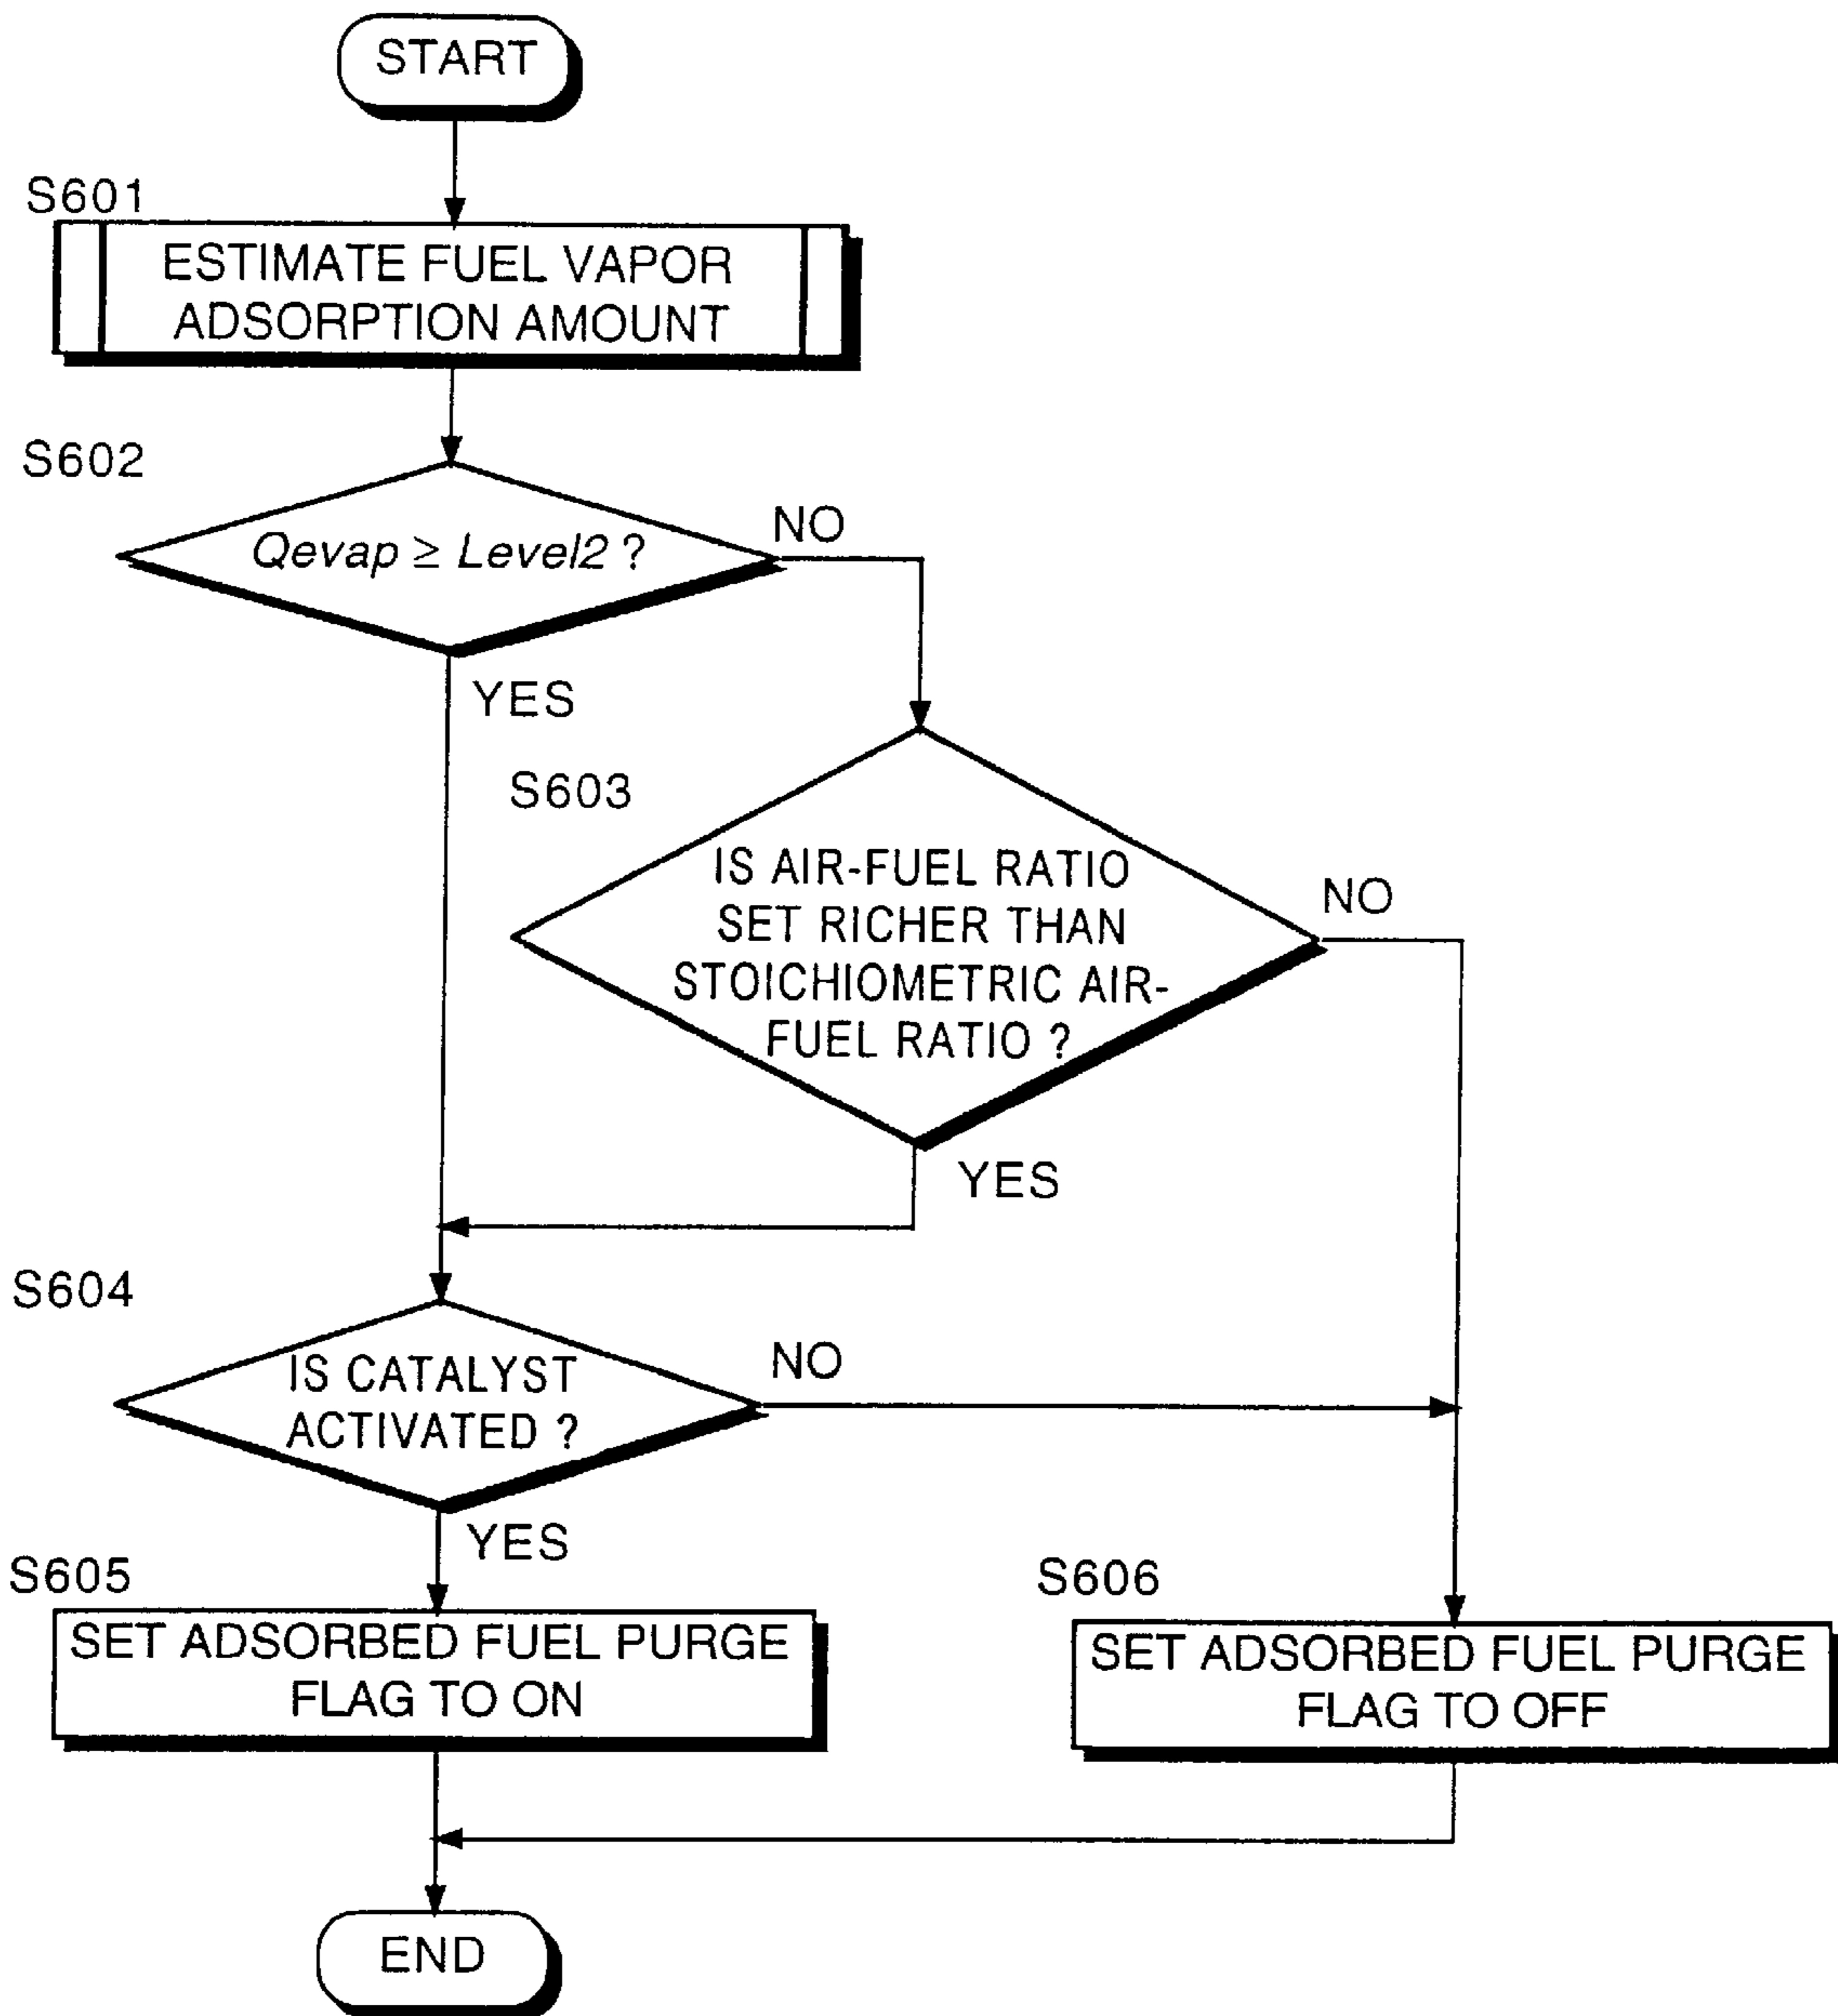 START
S601
ESTIMATE FUEL VAPOR
ADSORPTION AMOUNT
S602
Qevap ≥ Level2 ?
NO
YES
S603
IS AIR-FUEL RATIO
SET RICHER THAN
STOICHIOMETRIC AIR-
FUEL RATIO ?
NO
YES
S604
IS CATALYST
ACTIVATED ?
NO
YES
S605
SET ADSORBED FUEL PURGE
FLAG TO ON
S606
SET ADSORBED FUEL PURGE
FLAG TO OFF
END